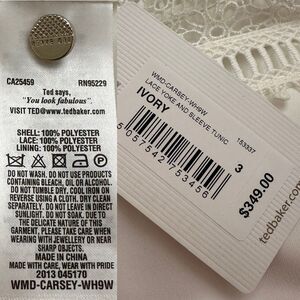 CA25459 RN95229
Ted says,
"You look fabulous".
VISIT TED@www.tedbaker.com
SHELL: 100% POLYESTER
LACE: 100% POLYESTER
LINING: 100% POLYESTER
DO NOT WASH. DO NOT USE PRODUCTS
CONTAINING BLEACH, OIL OR ALCOHOL.
DO NOT TUMBLE DRY. COOL IRON ON
REVERSE USING A CLOTH. DRY CLEAN
SEPARATELY. DO NOT LEAVE IN DIRECT
SUNLIGHT. DO NOT SOAK. DUE TO THE
DELICATE NATURE OF THIS
GARMENT, PLEASE TAKE CARE WHEN
WEARING WITH JEWELLERY OR NEAR
SHARP OBJECTS.
MADE IN CHINA
MADE WITH CARE, WEAR WITH PRIDE
2013 045170
WMD-CARSEY-WH9W
WMD-CARSEY-WH9W
LACE YOKE AND SLEEVE TUNIC
153337
IVORY
3
5 057542 753456
$349.00
tedbaker.com